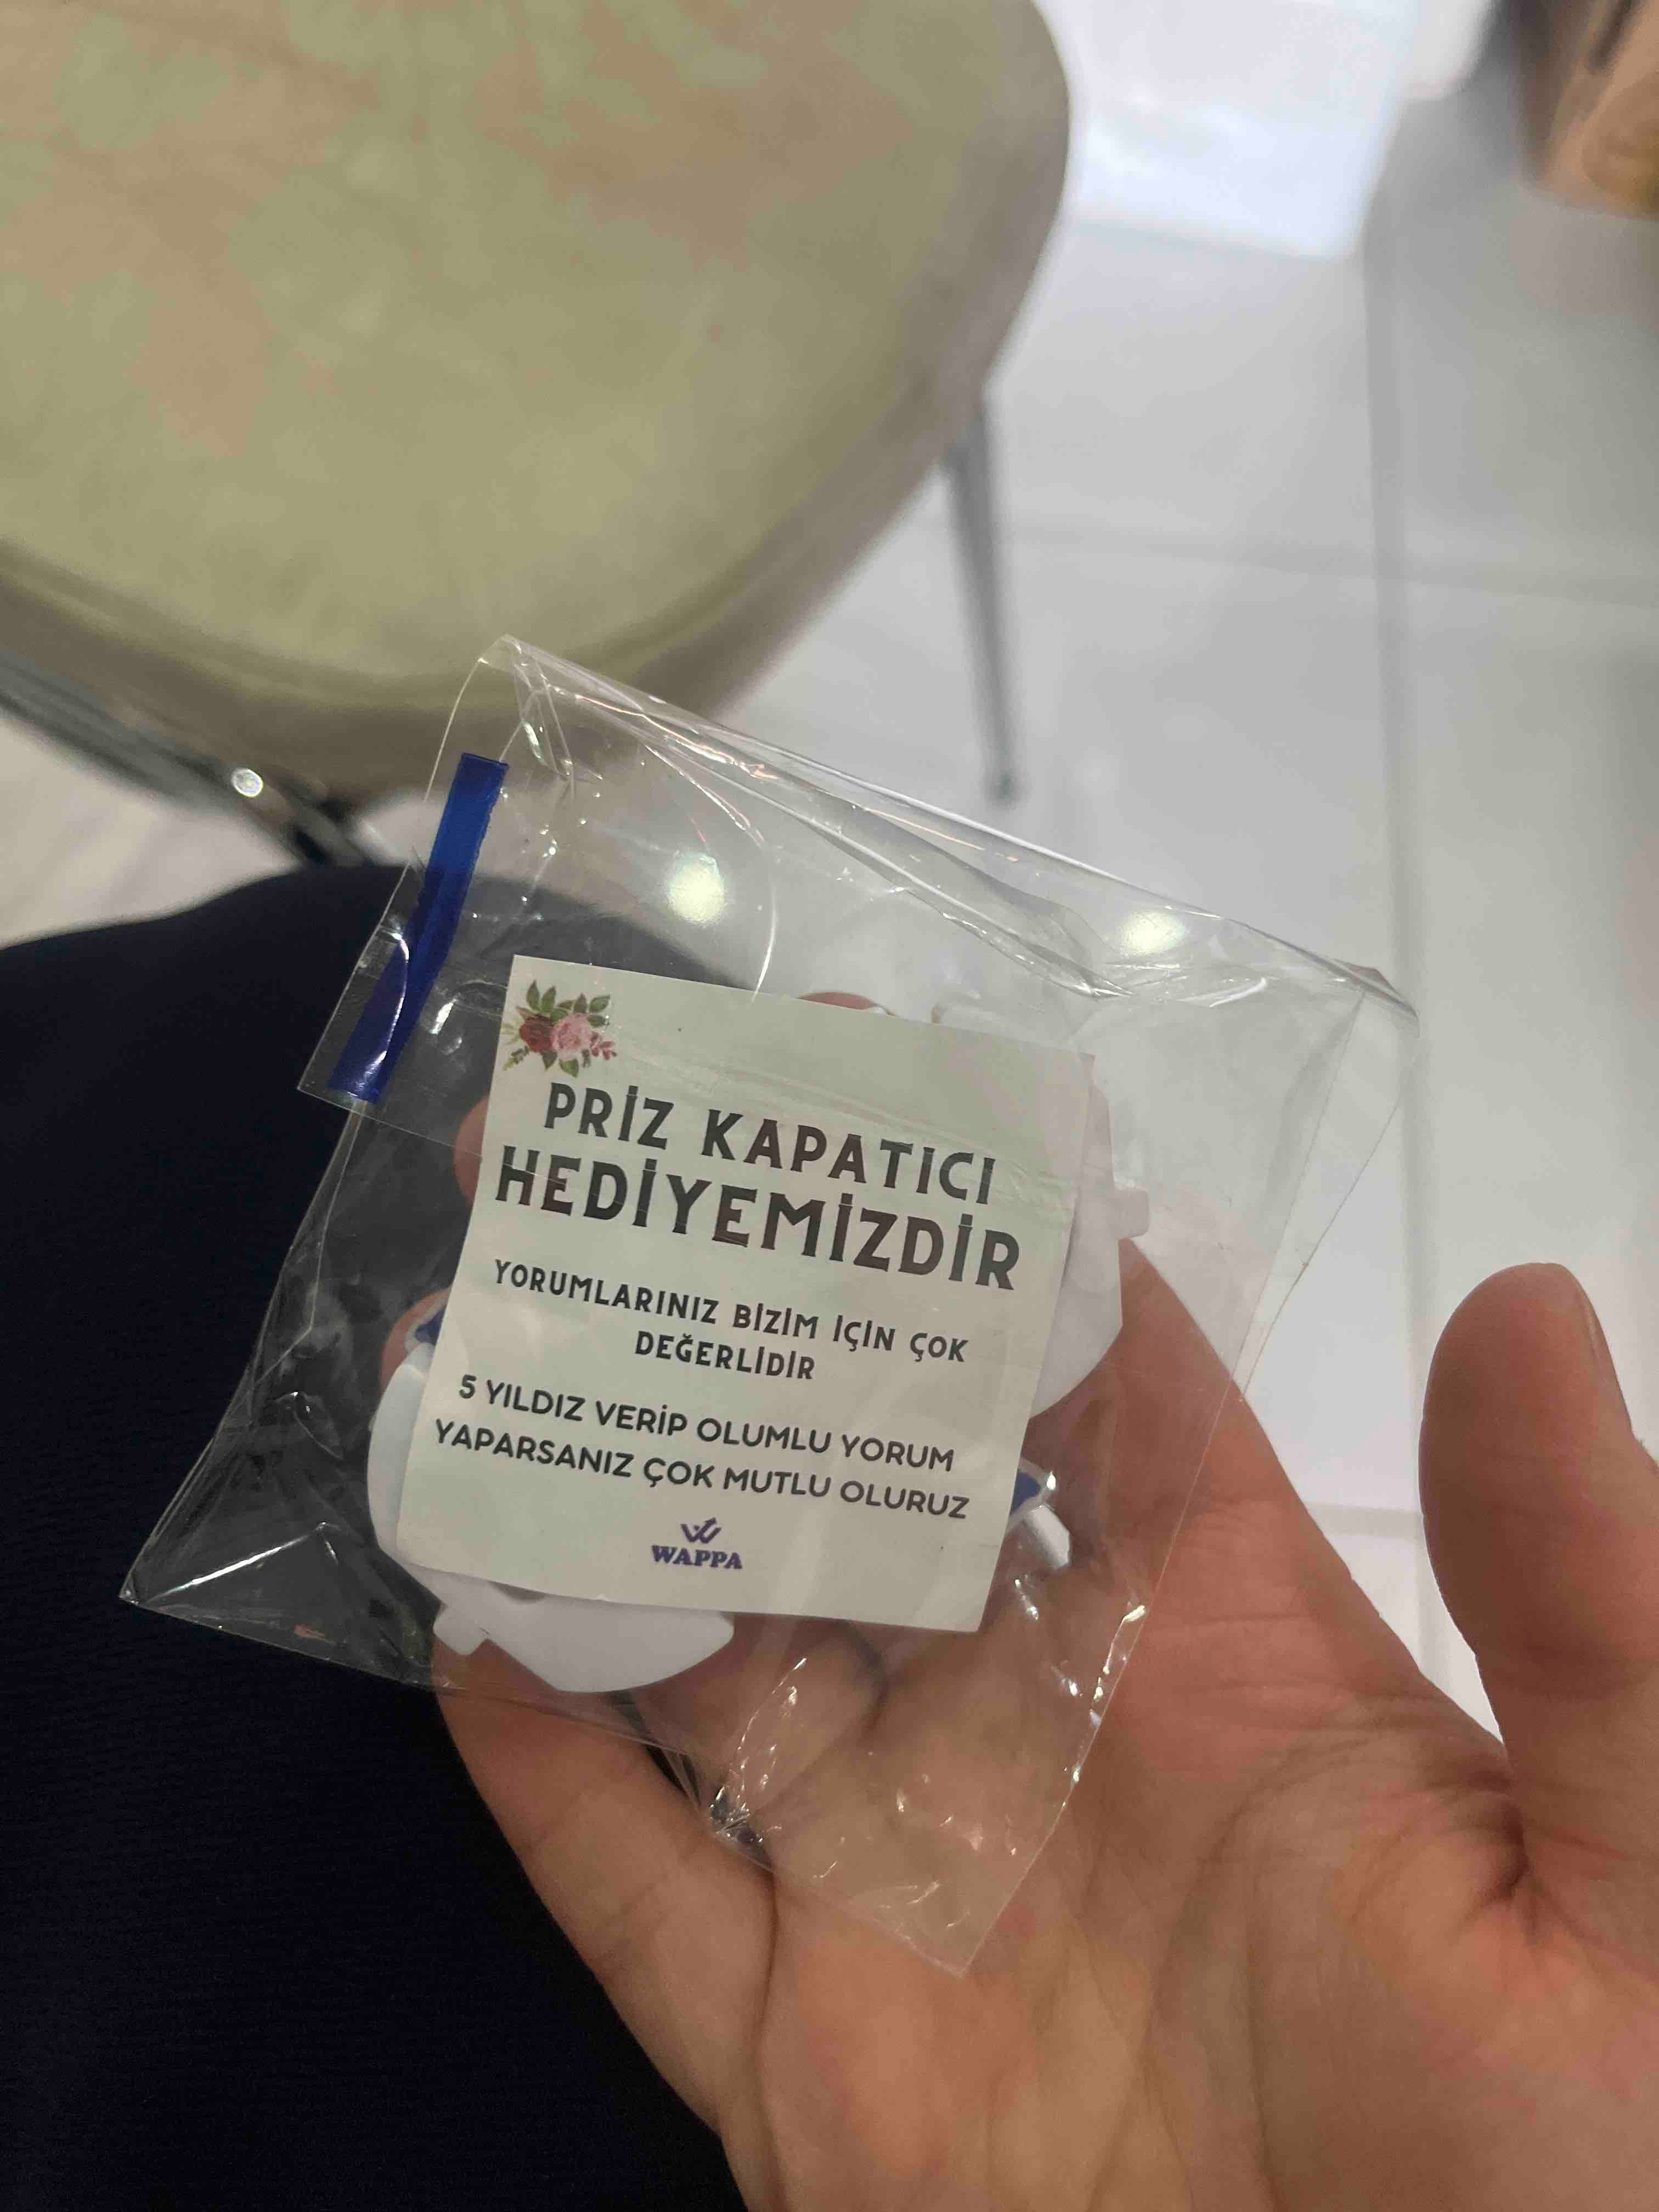 PRİZ KAPATICI
HEDİYEMİZDİR
YORUMLARINIZ BİZİM İÇİN ÇOK
DEĞERLİDİR
5 YILDIZ VERİP OLUMLU YORUM
YAPARSANIZ ÇOK MUTLU OLURUZ
WAPPA